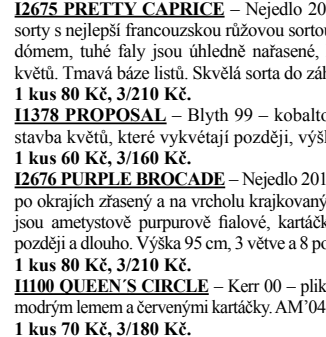 I2675 PRETTY CAPRICE – Nejedlo 20
sorty s nejlepší francouzskou růžovou sortou
dómem, tuhé faly jsou úhledně nařasené,
květů. Tmavá báze listů. Skvělá sorta do záh
1 kus 80 Kč, 3/210 Kč.
I1378 PROPOSAL – Blyth 99 – kobalto
stavba květů, které vykvétají později, výšk
1 kus 60 Kč, 3/160 Kč.
I2676 PURPLE BROCADE – Nejedlo 201
po okrajích zřasený a na vrcholu krajkovaný
jsou ametystově purpurově fialové, kartáčk
později a dlouho. Výška 95 cm, 3 větve a 8 po
1 kus 80 Kč, 3/210 Kč.
I1100 QUEEN´S CIRCLE – Kerr 00 – plik
modrým lemem a červenými kartáčky. AM’04
1 kus 70 Kč, 3/180 Kč.